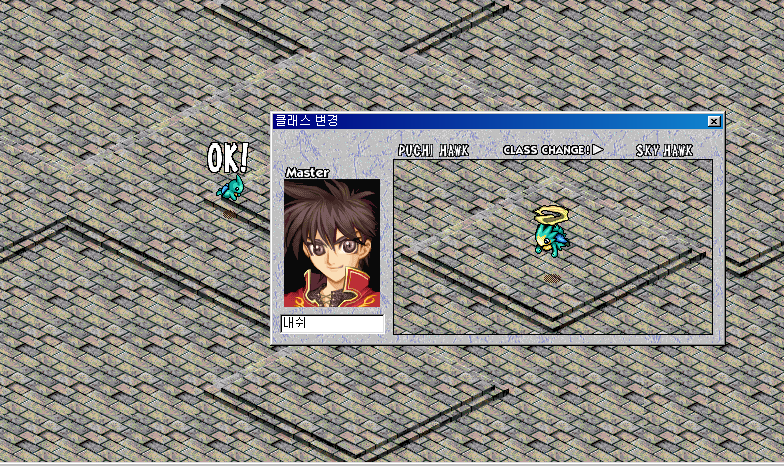 클래스 변경
OK!
PUCHI HAWK CLASS CHANGE! SKY HAWK
Master
내쉬